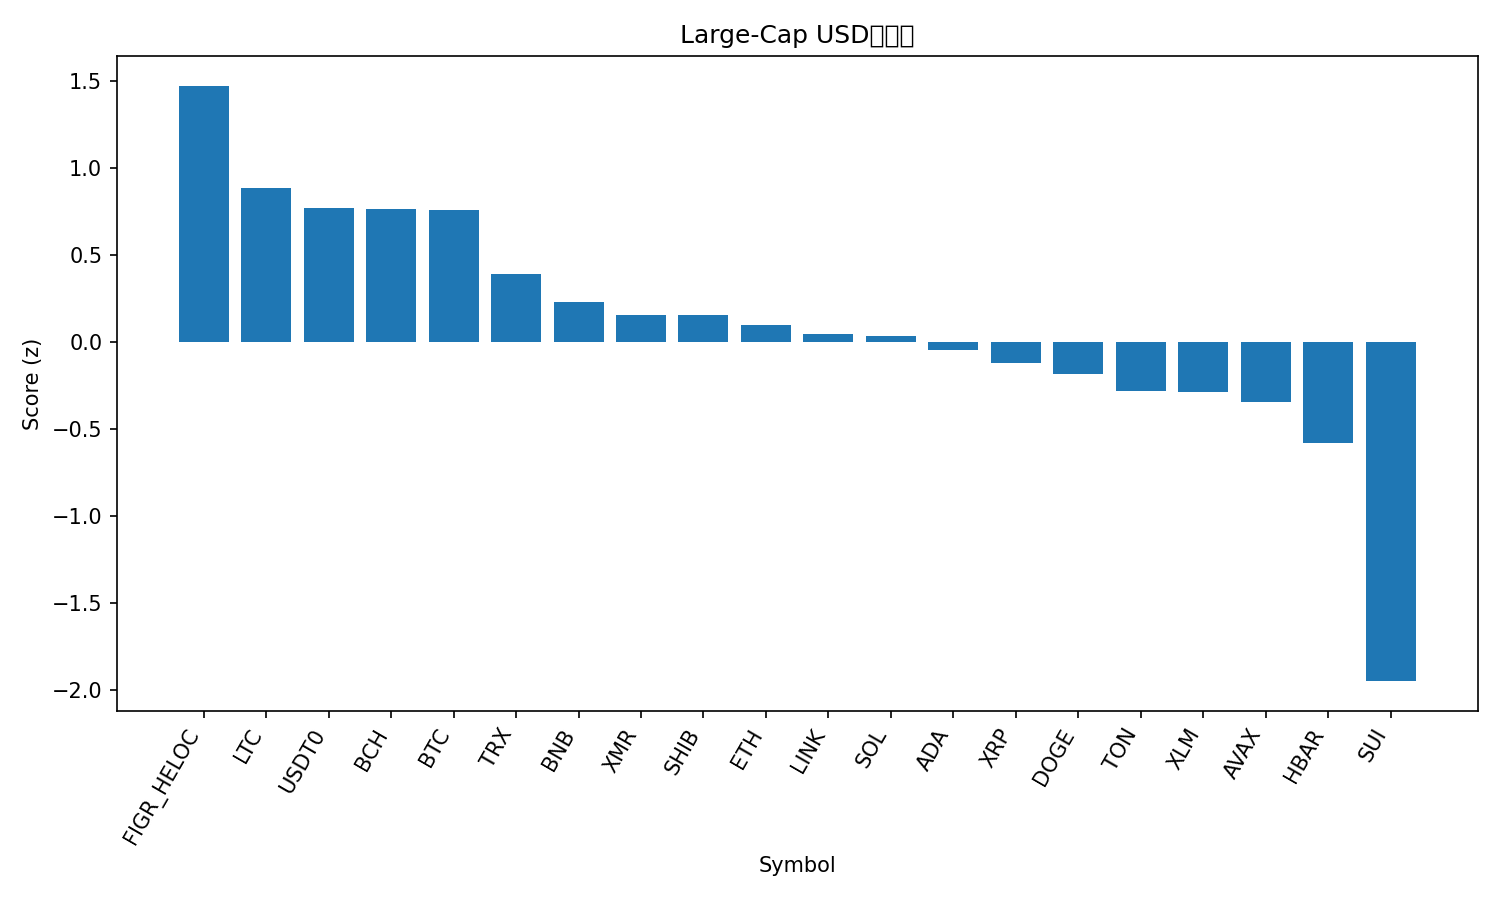 Large-Cap USD
1.5
1.0
0.5
0.0
−0.5
−1.0
−1.5
−2.0
Score (z)
FIGR_HELOC
LTC
USDT0
BCH
BTC
TRX
BNB
XMR
SHIB
ETH
LINK
SOL
ADA
XRP
DOGE
TON
XLM
AVAX
HBAR
SUI
Symbol